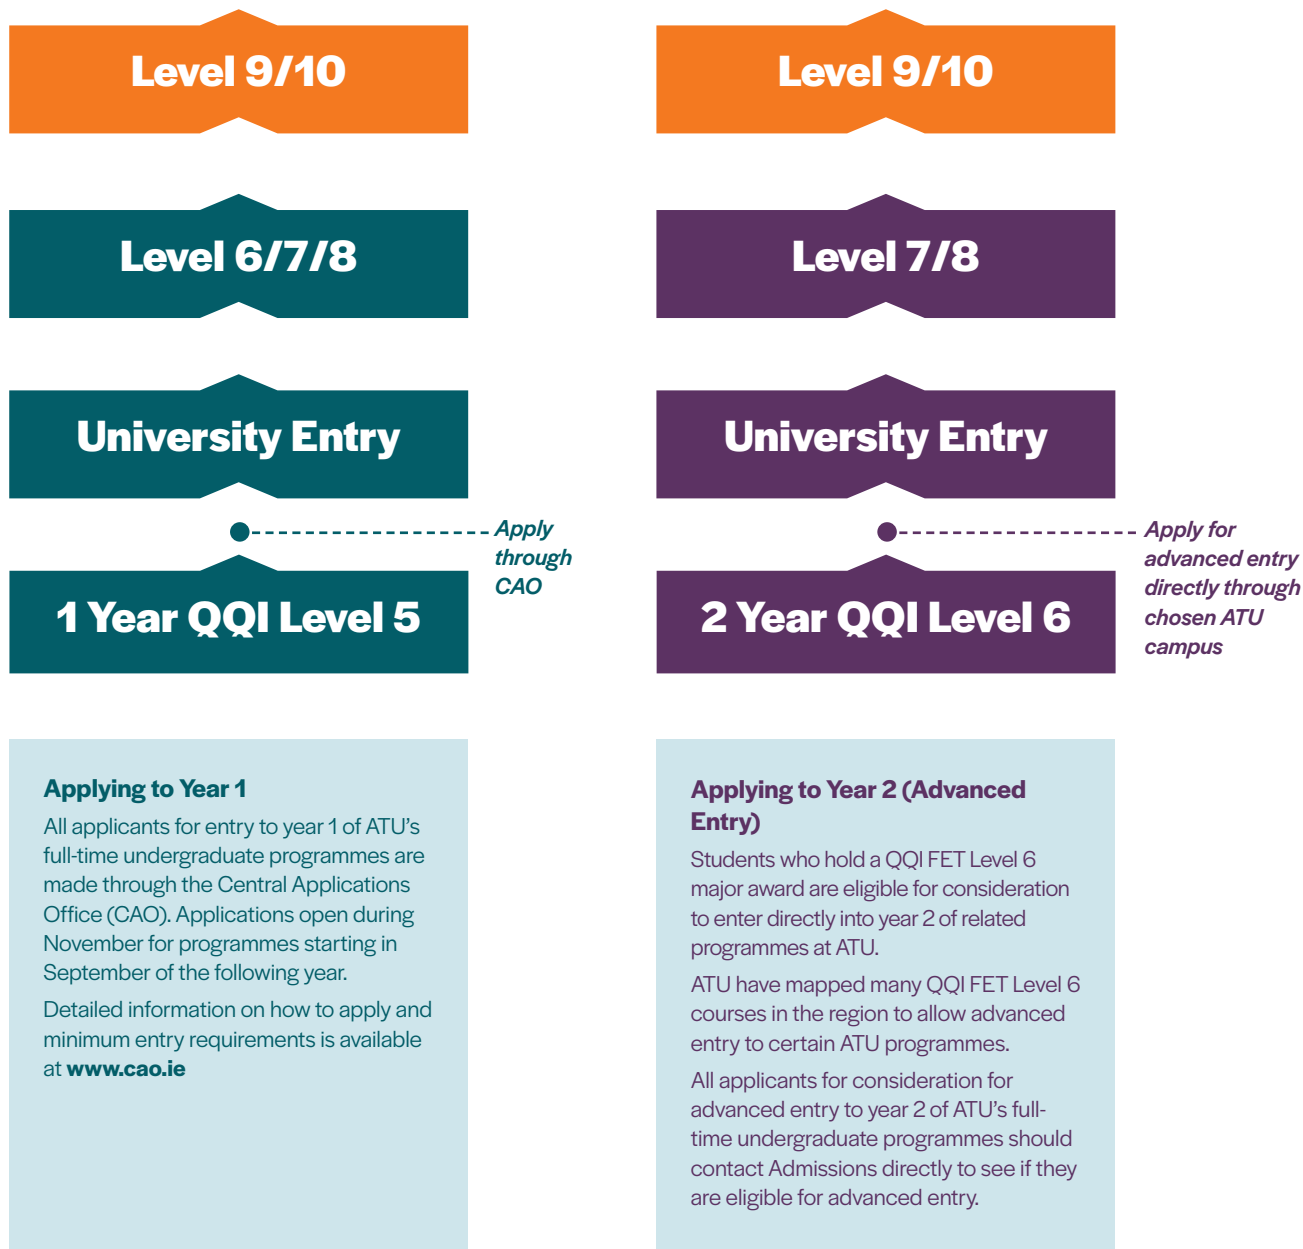 Level 9/10
Level 6/7/8
University Entry
Apply
through
CAO
1 Year QQI Level 5
Applying to Year 1
All applicants for entry to year 1 of ATU’s
full-time undergraduate programmes are
made through the Central Applications
Office (CAO). Applications open during
November for programmes starting in
September of the following year.
Detailed information on how to apply and
minimum entry requirements is available
at www.cao.ie
Level 9/10
Level 7/8
University Entry
Apply for
advanced entry
directly through
chosen ATU
campus
2 Year QQI Level 6
Applying to Year 2 (Advanced
Entry)
Students who hold a QQI FET Level 6
major award are eligible for consideration
to enter directly into year 2 of related
programmes at ATU.
ATU have mapped many QQI FET Level 6
courses in the region to allow advanced
entry to certain ATU programmes.
All applicants for consideration for
advanced entry to year 2 of ATU’s full-
time undergraduate programmes should
contact Admissions directly to see if they
are eligible for advanced entry.